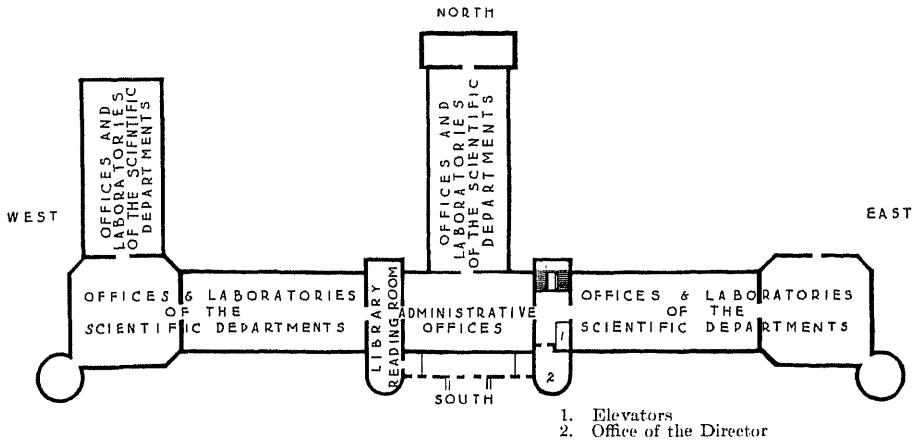 NORTH
OFFICES AND
LABORATORIES
OF THE SCIENTIFIC
DEPARTMENTS
OFFICES AND
LABORATORIES
OF THE SCIENTIFIC
DEPARTMENTS
WEST
EAST
OFFICES & LABORATORIES
OF THE
SCIENTIFIC DEPARTMENTS
LIBRARY
READING ROOM
ADMINISTRATIVE
OFFICES
OFFICES & LABORATORIES
OF THE
SCIENTIFIC DEPARTMENTS
1
2
SOUTH
1. Elevators
2. Office of the Director